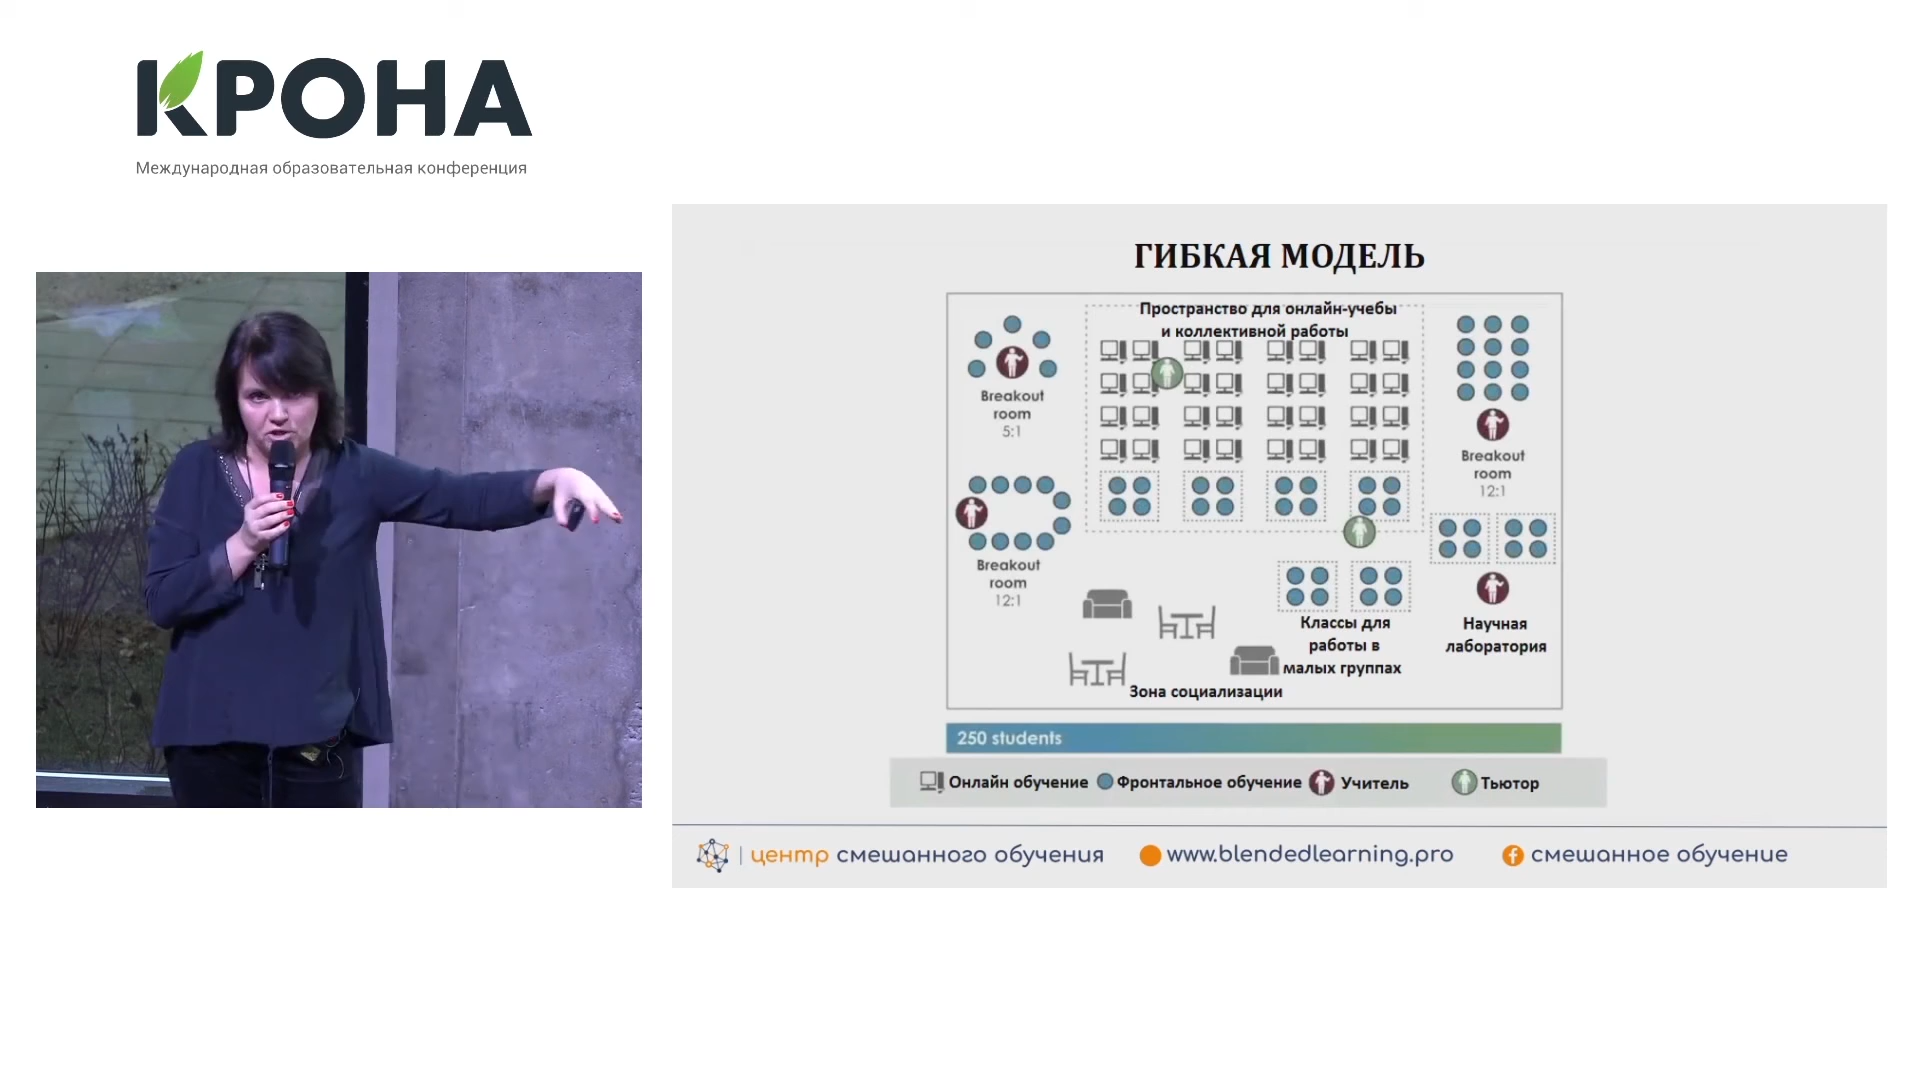 КРОНА
Международная образовательная конференция
ГИБКАЯ МОДЕЛЬ
Пространство для онлайн-учебы
и коллективной работы
Breakout
room
5:1
Breakout
room
12:1
Breakout
room
12:1
Классы для
работы в
малых группах
Научная
лаборатория
Зона социализации
250 students
Онлайн обучение
Фронтальное обучение
Учитель
Тьютор
центр смешанного обучения
www.blendedlearning.pro
смешанное обучение